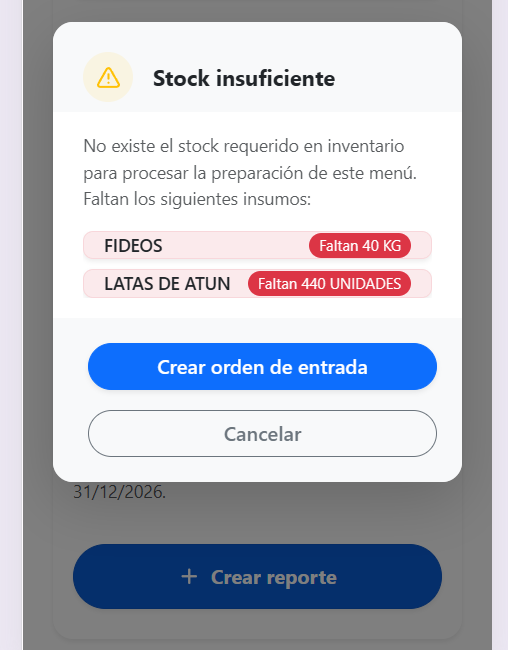 Stock insuficiente
No existe el stock requerido en inventario
para procesar la preparación de este menú.
Faltan los siguientes insumos:
FIDEOS Faltan 40 KG
LATAS DE ATUN Faltan 440 UNIDADES
Crear orden de entrada
Cancelar
31/12/2026.
+ Crear reporte